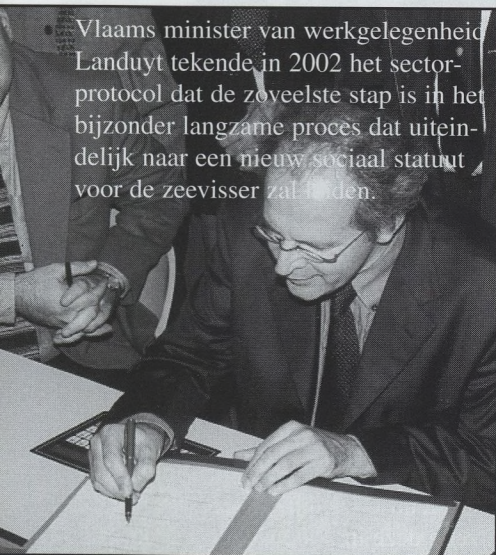 Vlaams minister van werkgelegenheid
Landuyt tekende in 2002 het sector-
protocol dat de zoveelste stap is in het
bijzonder langzame proces dat uitein-
delijk naar een nieuw sociaal statuut
voor de zeevisser zal